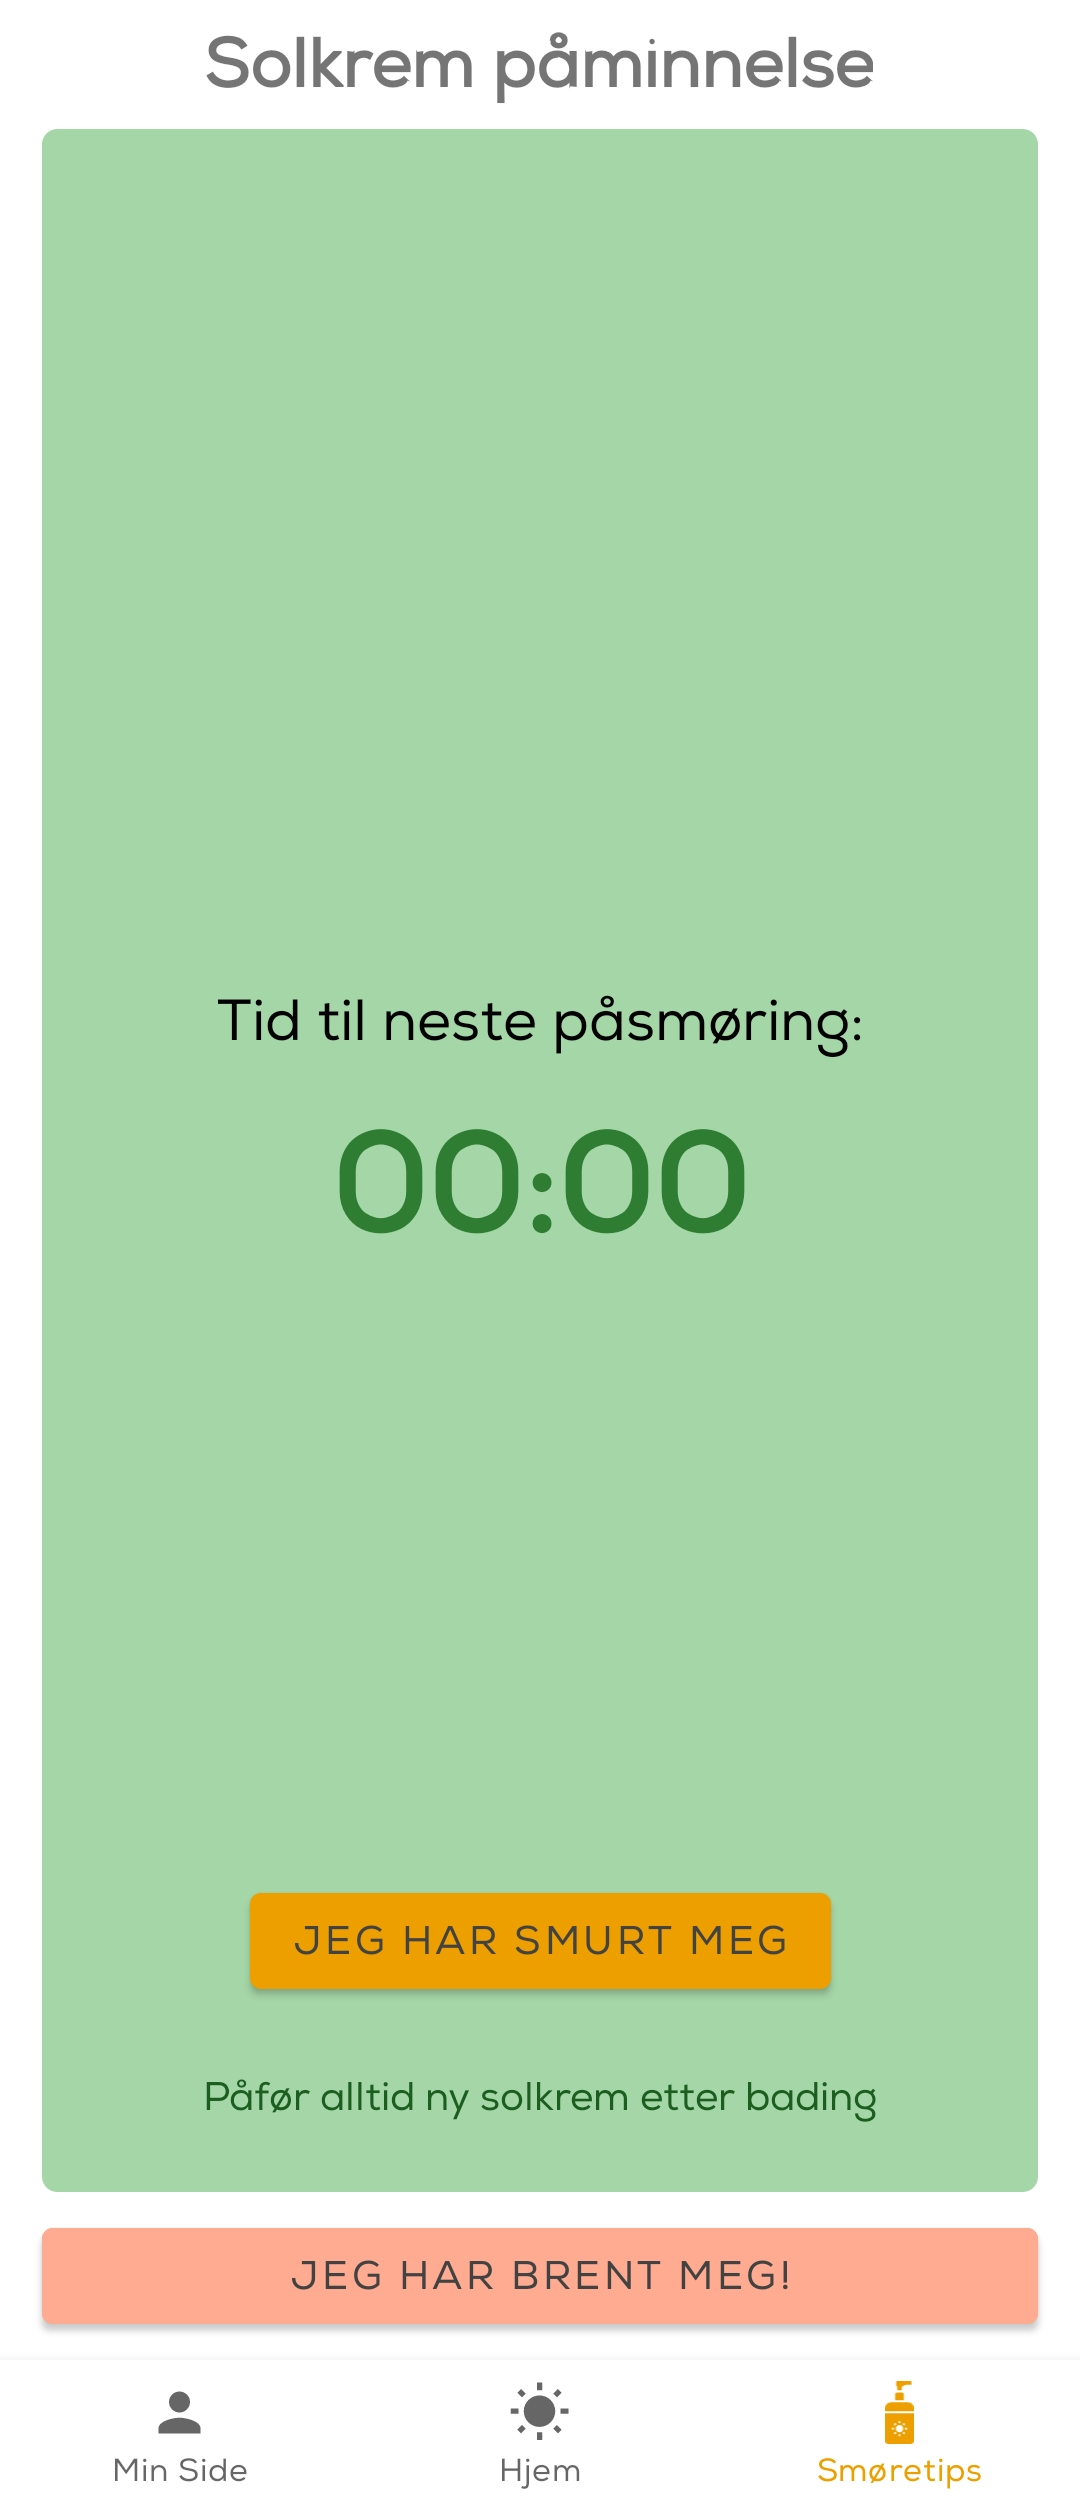 Solkrem påminnelse
Tid til neste påsmøring:
00:00
JEG HAR SMURT MEG
Påfør alltid ny solkrem etter bading
JEG HAR BRENT MEG!
Min Side
Hjem
Smøretips